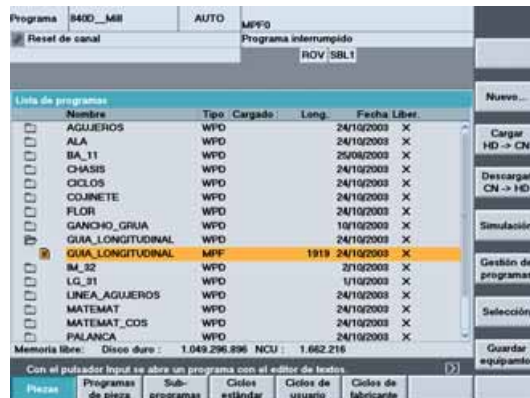 Programa 840D__Mill AUTO MPF0
Reset de canal Programa interrumpido
ROV SBL1
Lista de programas
Nombre Tipo Cargado Long. Fecha Liber.
AGUJEROS WPD 24/10/2003 X
ALA WPD 24/10/2003 X
BA_11 WPD 25/08/2003 X
CHASIS WPD 24/10/2003 X
CICLOS WPD 24/10/2003 X
COJINETE WPD 24/10/2003 X
FLOR WPD 24/10/2003 X
GANCHO_GRUA WPD 10/10/2003 X
GUIA_LONGITUDINAL WPD 24/10/2003 X
GUIA_LONGITUDINAL MPF 1919 24/10/2003 X
IM_32 WPD 2/10/2003 X
LG_31 WPD 1/10/2003 X
LINEA_AGUJEROS WPD 24/10/2003 X
MATEMAT WPD 24/10/2003 X
MATEMAT_COS WPD 24/10/2003 X
PALANCA WPD 24/10/2003 X
Memoria libre: Disco duro : 1.049.296.896 NCU : 1.662.216
Con el pulsador Input se abre un programa con el editor de textos.
Piezas
Programas de pieza
Sub-programas
Ciclos estándar
Ciclos de usuario
Ciclos de fabricante
Nuevo...
Cargar
HD -> CN
Descargar
CN -> HD
Simulación
Gestión de
programas
Selección
Guardar
equipamto